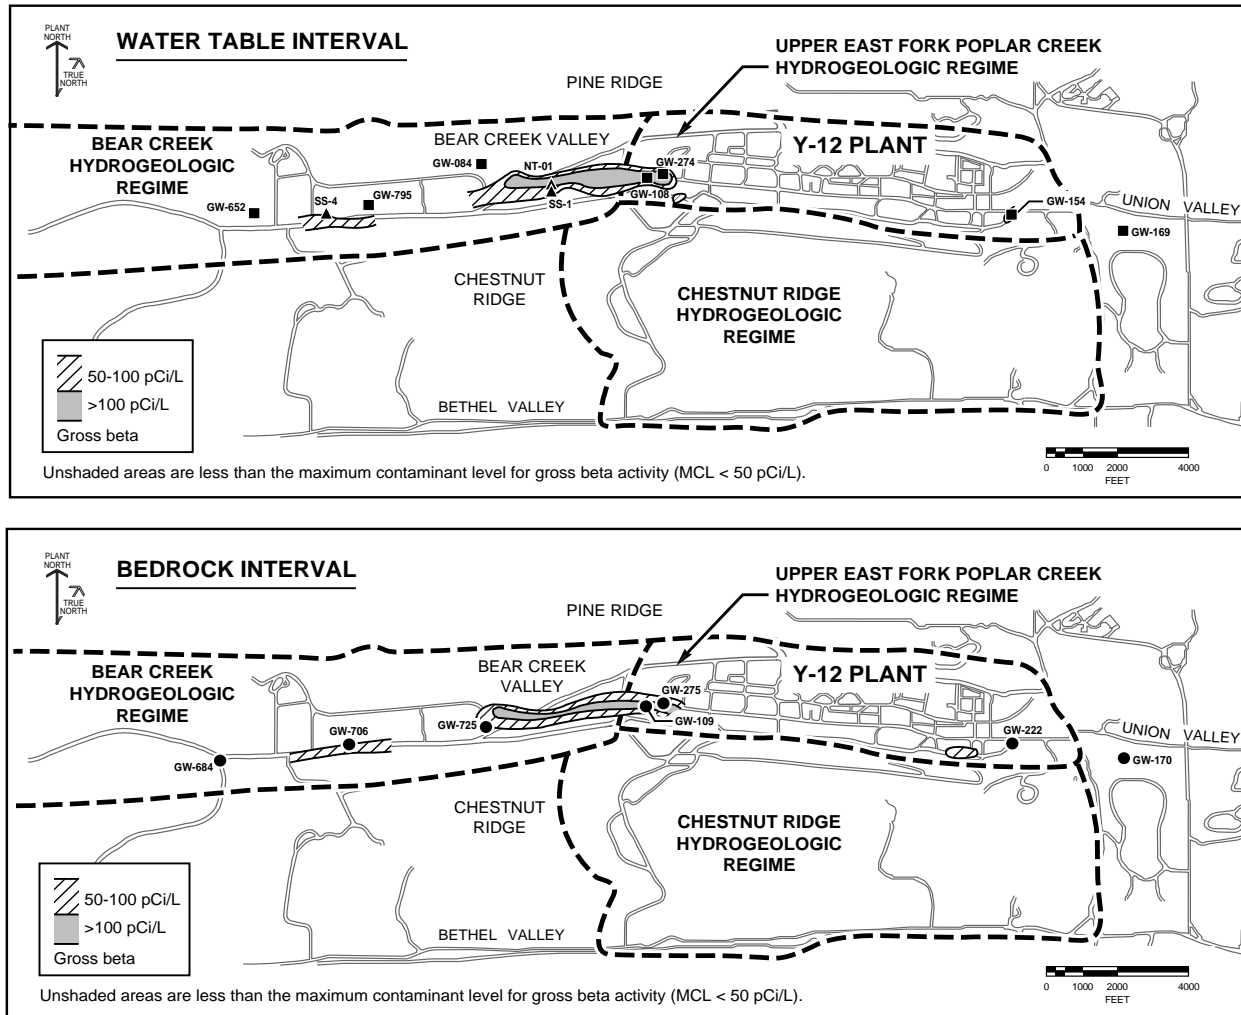 PLANT
NORTH
TRUE
NORTH
WATER TABLE INTERVAL
UPPER EAST FORK POPLAR CREEK
HYDROGEOLOGIC REGIME
PINE RIDGE
BEAR CREEK
HYDROGEOLOGIC
REGIME
BEAR CREEK VALLEY
Y-12 PLANT
GW-084
NT-01
GW-274
GW-652
SS-4
GW-795
SS-1
GW-108
GW-154
UNION VALLEY
GW-169
CHESTNUT
RIDGE
CHESTNUT RIDGE
HYDROGEOLOGIC
REGIME
50-100 pCi/L
>100 pCi/L
Gross beta
BETHEL VALLEY
0 1000 2000 4000
FEET
Unshaded areas are less than the maximum contaminant level for gross beta activity (MCL < 50 pCi/L).
PLANT
NORTH
TRUE
NORTH
BEDROCK INTERVAL
UPPER EAST FORK POPLAR CREEK
HYDROGEOLOGIC REGIME
PINE RIDGE
BEAR CREEK
HYDROGEOLOGIC
REGIME
BEAR CREEK
VALLEY
Y-12 PLANT
GW-275
GW-706
GW-725
GW-109
GW-222
UNION VALLEY
GW-684
GW-170
CHESTNUT
RIDGE
CHESTNUT RIDGE
HYDROGEOLOGIC
REGIME
50-100 pCi/L
>100 pCi/L
Gross beta
BETHEL VALLEY
0 1000 2000 4000
FEET
Unshaded areas are less than the maximum contaminant level for gross beta activity (MCL < 50 pCi/L).